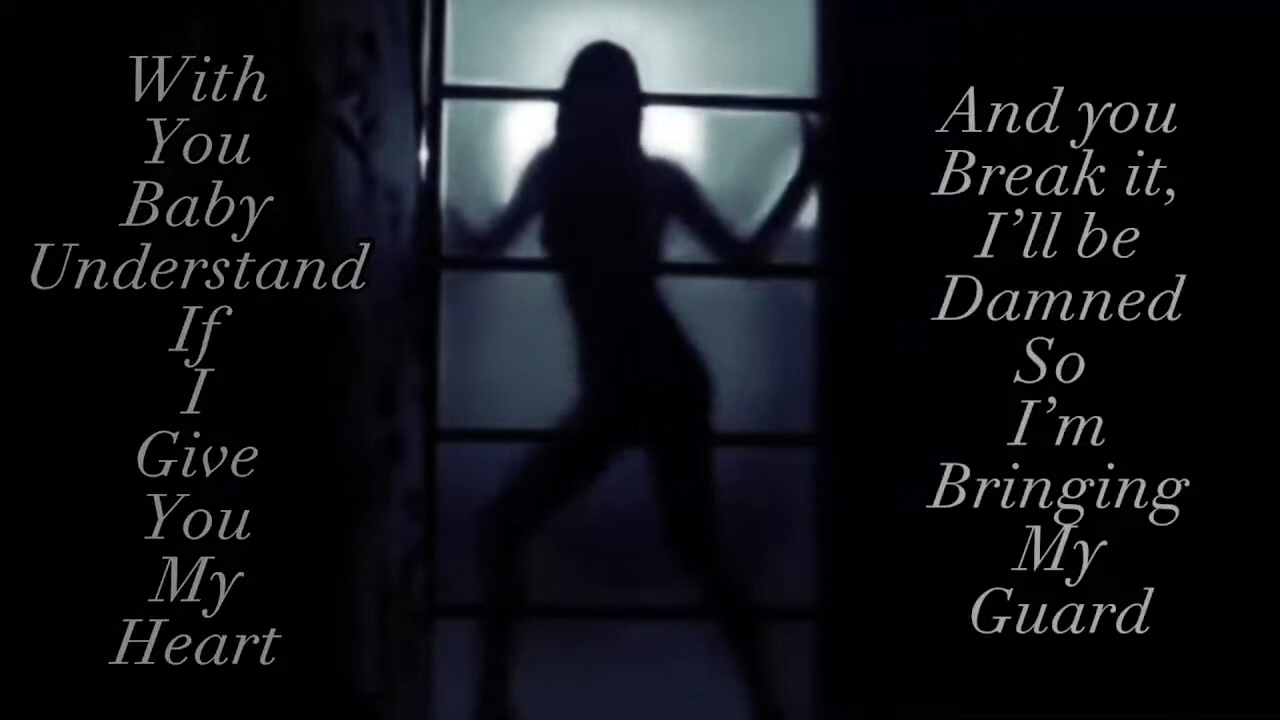 With
You
Baby
Understand
If
I
Give
You
My
Heart
And you
Break it,
I’ll be
Damned
So
I’m
Bringing
My
Guard